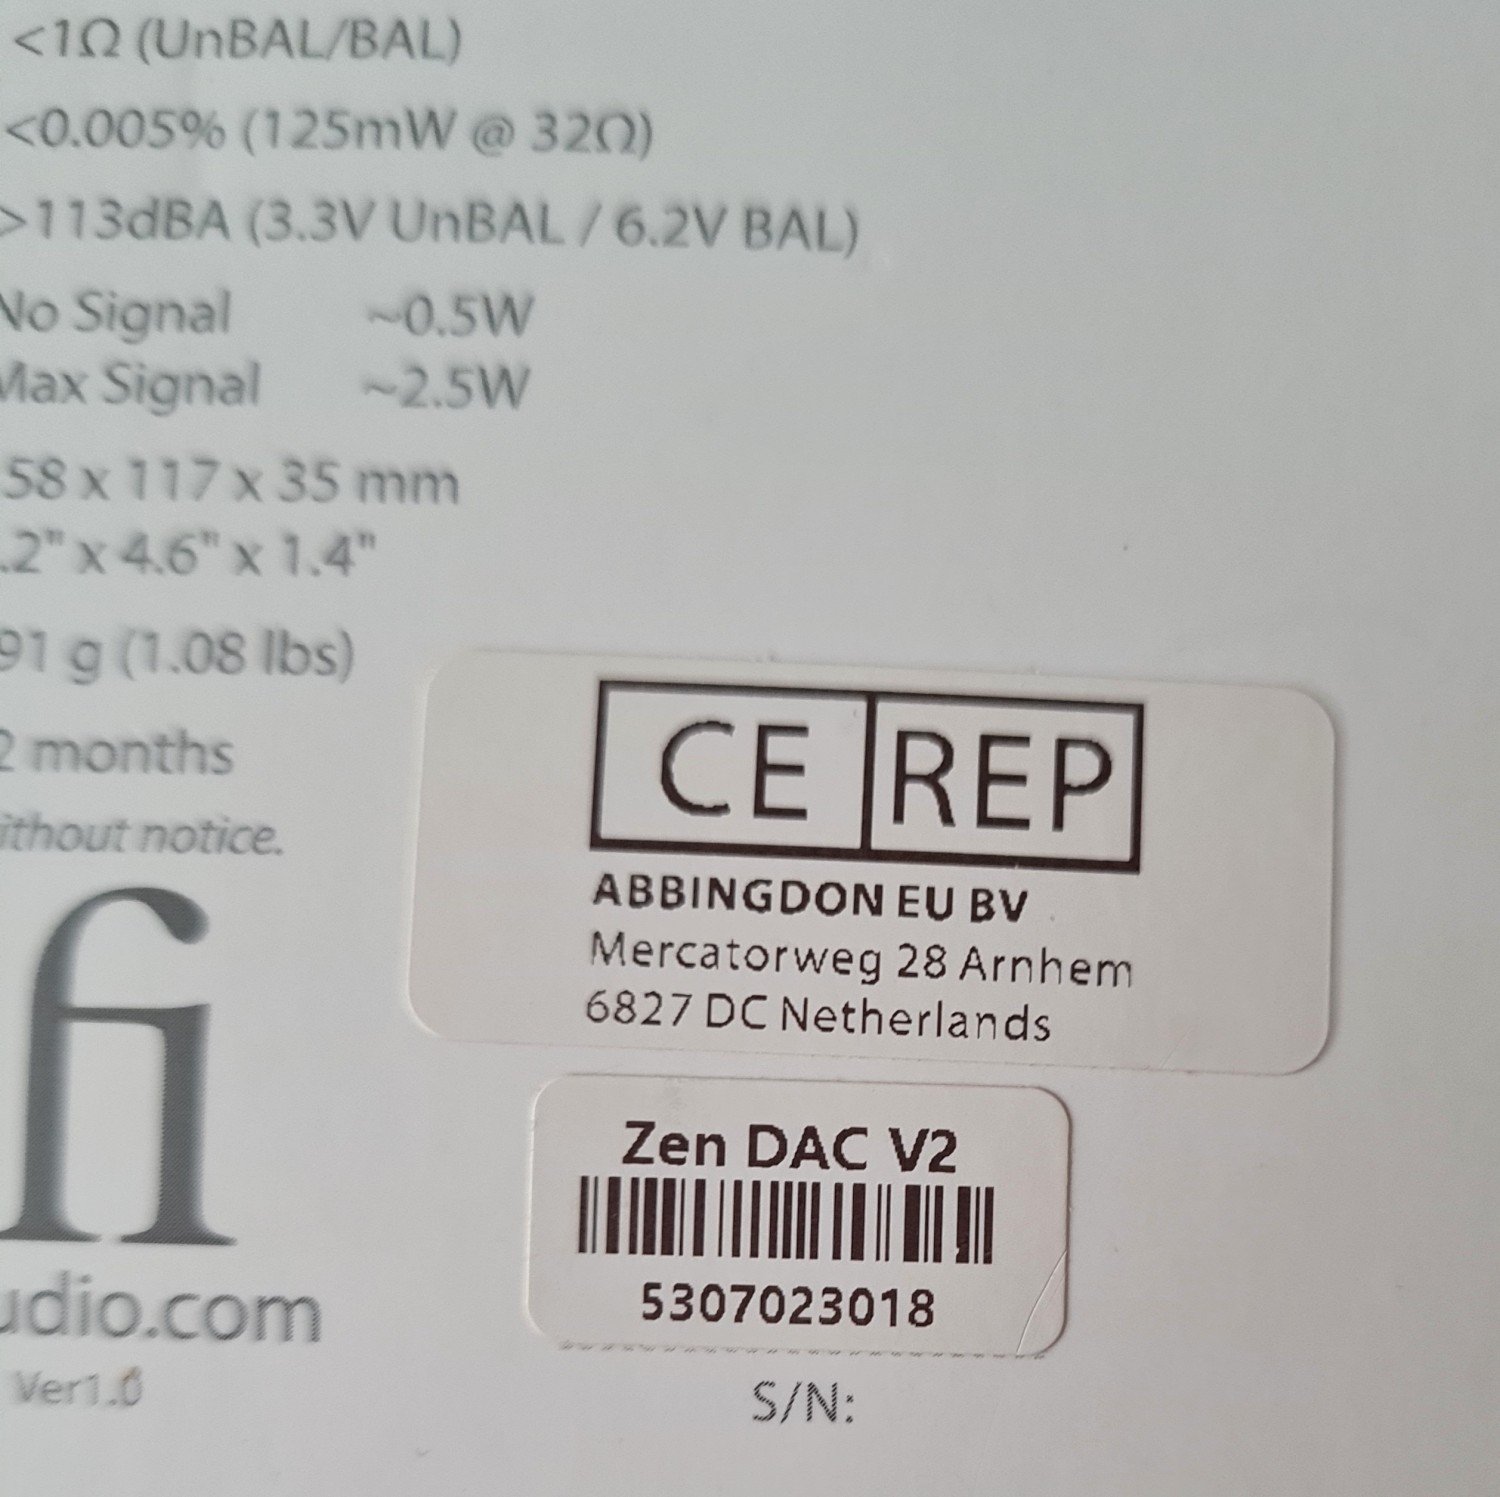 <1Ω (UnBAL/BAL)
<0.005% (125mW @ 32Ω)
>113dBA (3.3V UnBAL / 6.2V BAL)
No Signal ~0.5W
Max Signal ~2.5W
58 x 117 x 35 mm
.2" x 4.6" x 1.4"
91 g (1.08 lbs)
2 months
ithout notice.
fi
udio.com
Ver1.0
CE REP
ABBINGDON EU BV
Mercatorweg 28 Arnhem
6827 DC Netherlands
Zen DAC V2
5307023018
S/N: